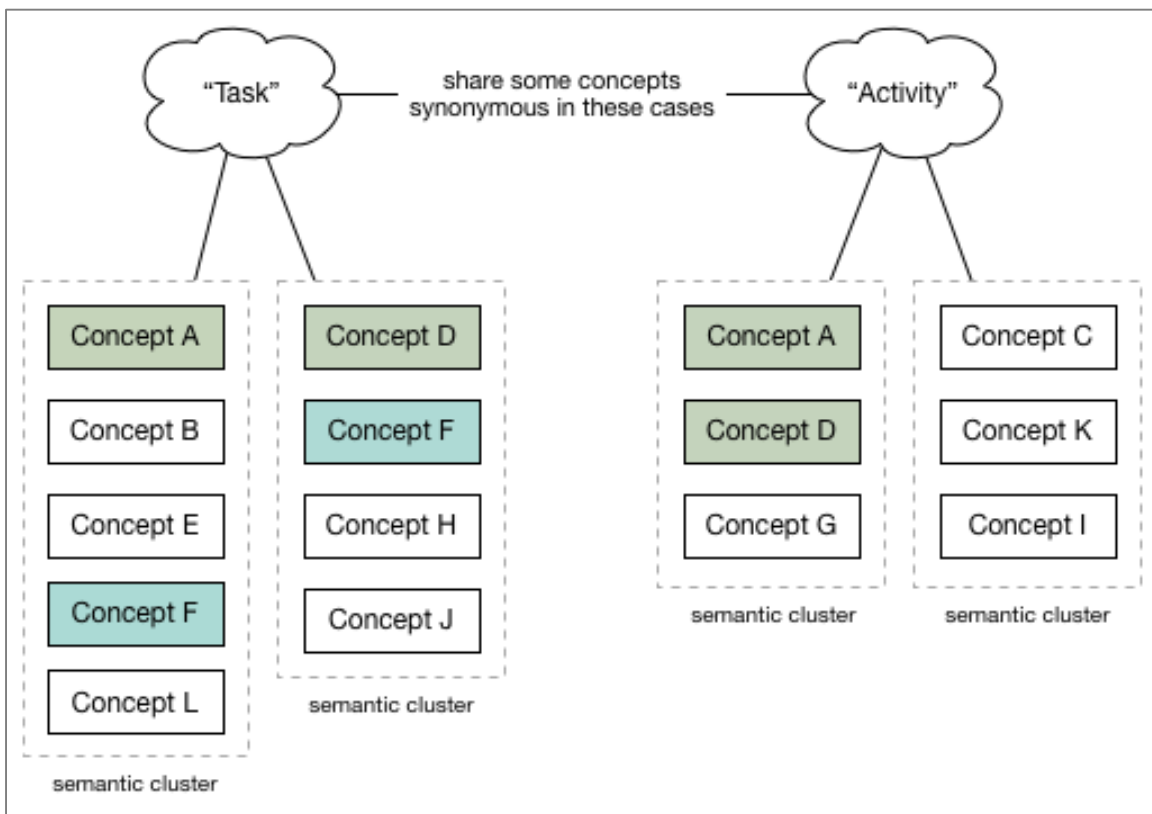 “Task”
share some concepts
synonymous in these cases
“Activity”
Concept A
Concept B
Concept E
Concept F
Concept L
semantic cluster
Concept D
Concept F
Concept H
Concept J
semantic cluster
Concept A
Concept D
Concept G
semantic cluster
Concept C
Concept K
Concept I
semantic cluster